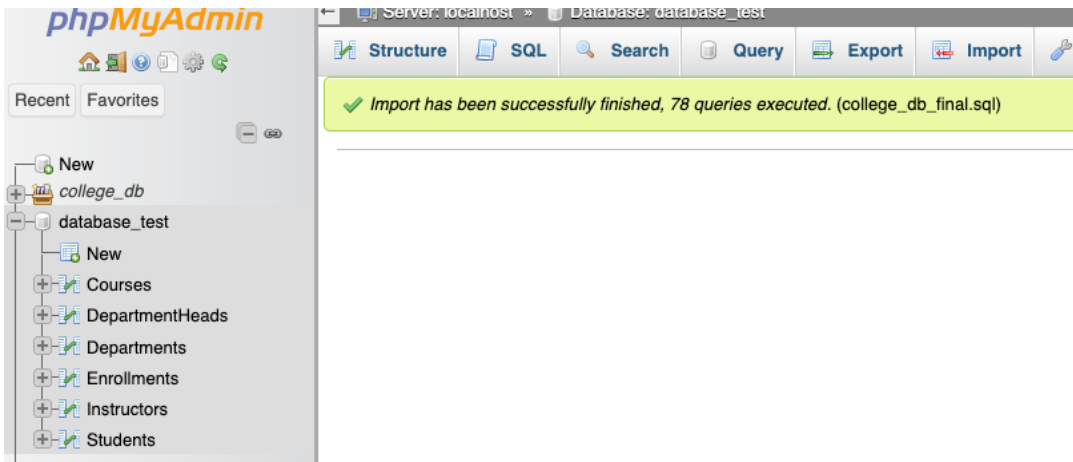 phpMyAdmin
Recent Favorites
New
college_db
database_test
New
Courses
DepartmentHeads
Departments
Enrollments
Instructors
Students
Server: localhost » Database: database_test
Structure SQL Search Query Export Import
Import has been successfully finished, 78 queries executed. (college_db_final.sql)